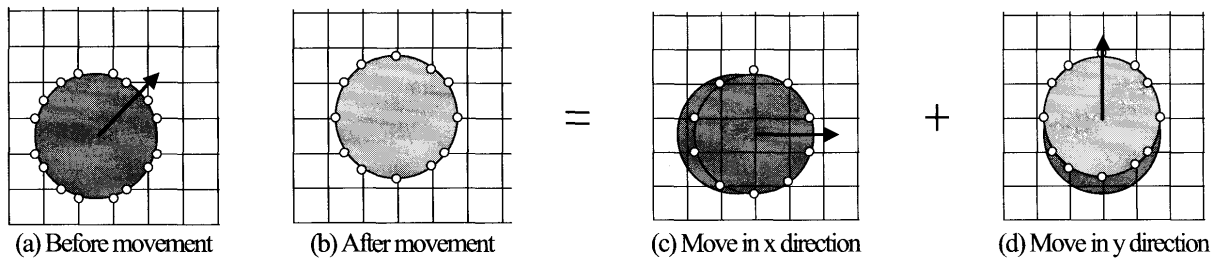 =
+
(a) Before movement
(b) After movement
(c) Move in x direction
(d) Move in y direction